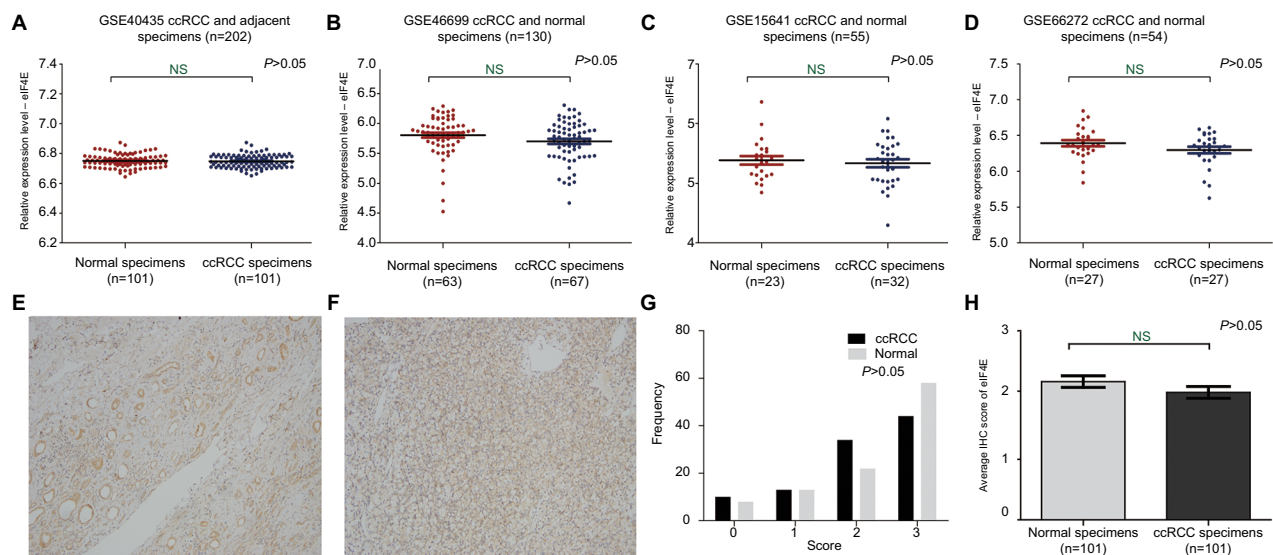 A
GSE40435 ccRCC and adjacent
specimens (n=202)
P>0.05
NS
Relative expression level – eIF4E
7.4
7.0
6.8
6.6
6.2
Normal specimens
(n=101)
ccRCC specimens
(n=101)
B
GSE46699 ccRCC and normal
specimens (n=130)
P>0.05
NS
Relative expression level – eIF4E
6.0
6.5
6.0
5.5
5.0
4.5
4.0
Normal specimens
(n=63)
ccRCC specimens
(n=67)
C
GSE15641 ccRCC and normal
specimens (n=55)
P>0.05
NS
Relative expression level – eIF4E
7
5
5
4
Normal specimens
(n=23)
ccRCC specimens
(n=32)
D
GSE66272 ccRCC and normal
specimens (n=54)
P>0.05
NS
Relative expression level – eIF4E
7.0
6.5
6.0
5.5
5.0
Normal specimens
(n=27)
ccRCC specimens
(n=27)
E
F
G
ccRCC
Normal
P>0.05
Frequency
80
60
40
20
0
0 1 2 3
Score
H
P>0.05
NS
Average IHC score of eIF4E
3
2
1
0
Normal specimens
(n=101)
ccRCC specimens
(n=101)